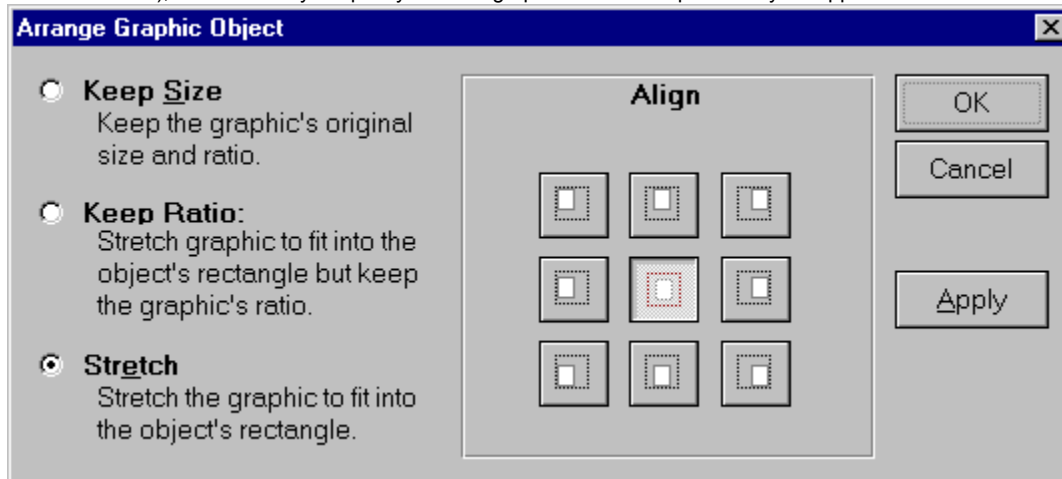 Arrange Graphic Object
Keep Size
Keep the graphic's original
size and ratio.
Keep Ratio:
Stretch graphic to fit into the
object's rectangle but keep
the graphic's ratio.
Stretch
Stretch the graphic to fit into
the object's rectangle.
Align
OK
Cancel
Apply